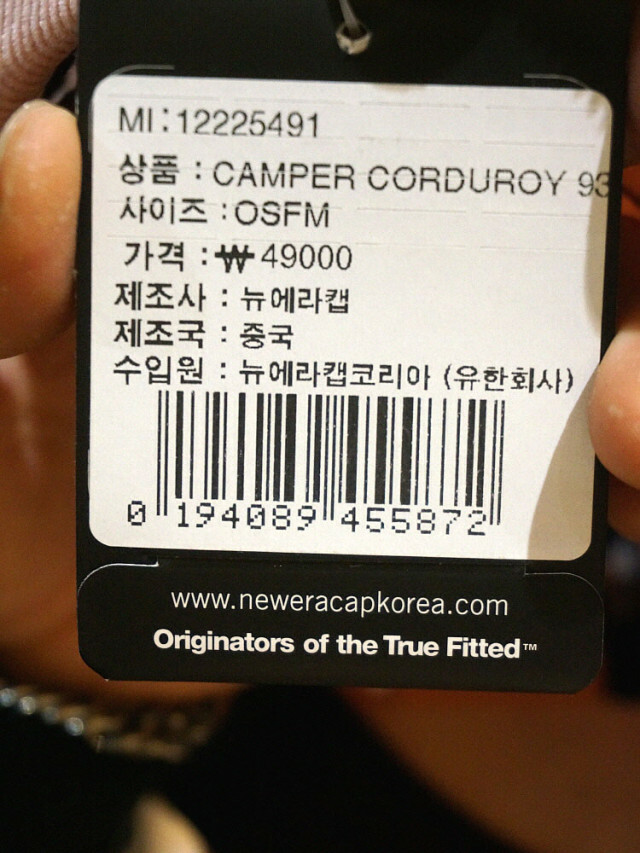 MI:12225491
상품 : CAMPER CORDUROY 93
사이즈 : OSFM
가격 : ₩ 49000
제조사 : 뉴에라캡
제조국 : 중국
수입원 : 뉴에라캡코리아 (유한회사)
0 194089 455872
www.neweracapkorea.com
Originators of the True Fitted™